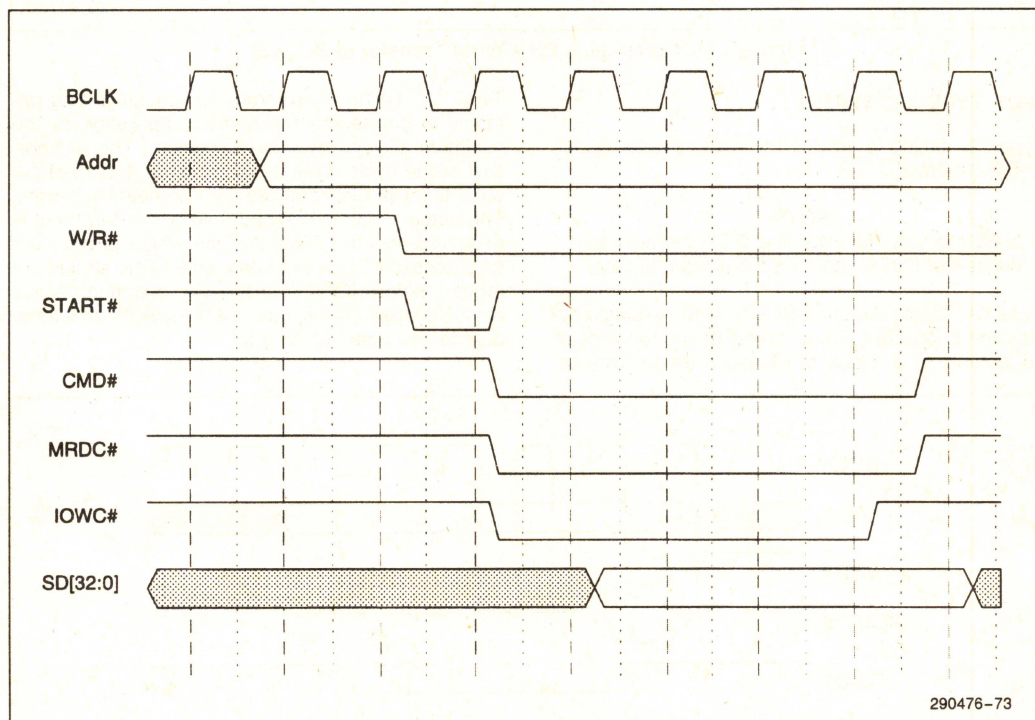 BCLK
Addr
W/R#
START#
CMD#
MRDC#
IOWC#
SD[32:0]
290476-73